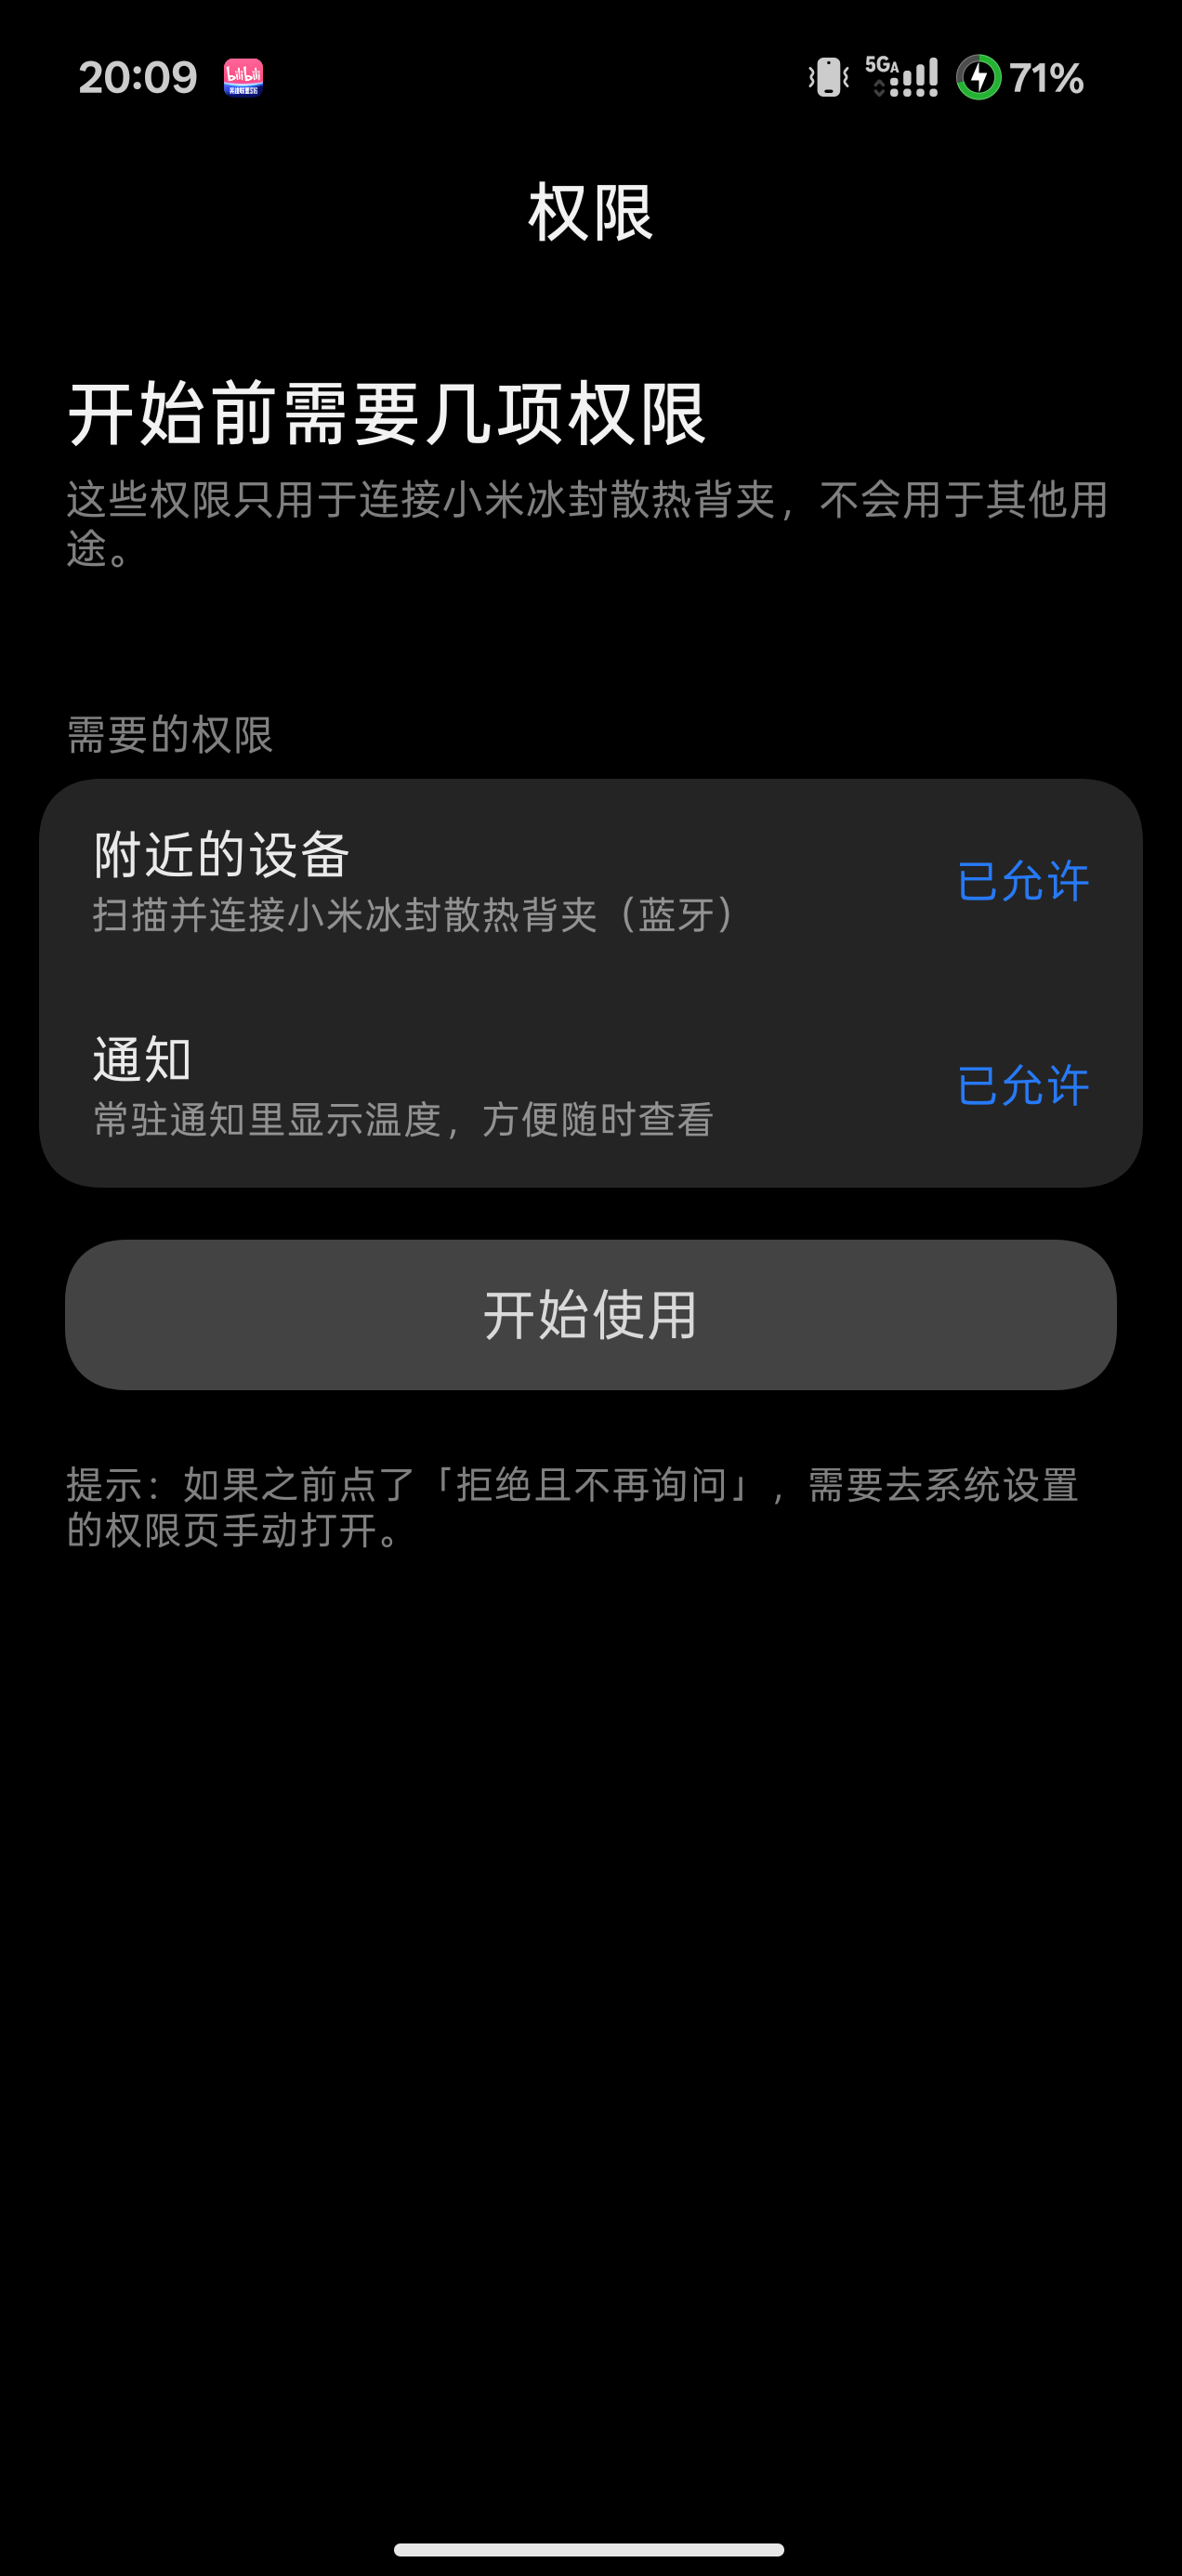 20:09
bilibili
5GA
71%
权限
开始前需要几项权限
这些权限只用于连接小米冰封散热背夹，不会用于其他用
途。
需要的权限
附近的设备
已允许
扫描并连接小米冰封散热背夹（蓝牙）
通知
已允许
常驻通知里显示温度，方便随时查看
开始使用
提示：如果之前点了「拒绝且不再询问」，需要去系统设置
的权限页手动打开。